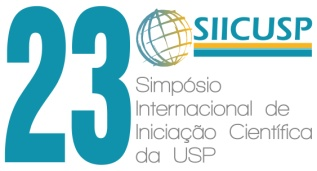 23
SIICUSP
Simpósio
Internacional de
Iniciação Científica
da USP